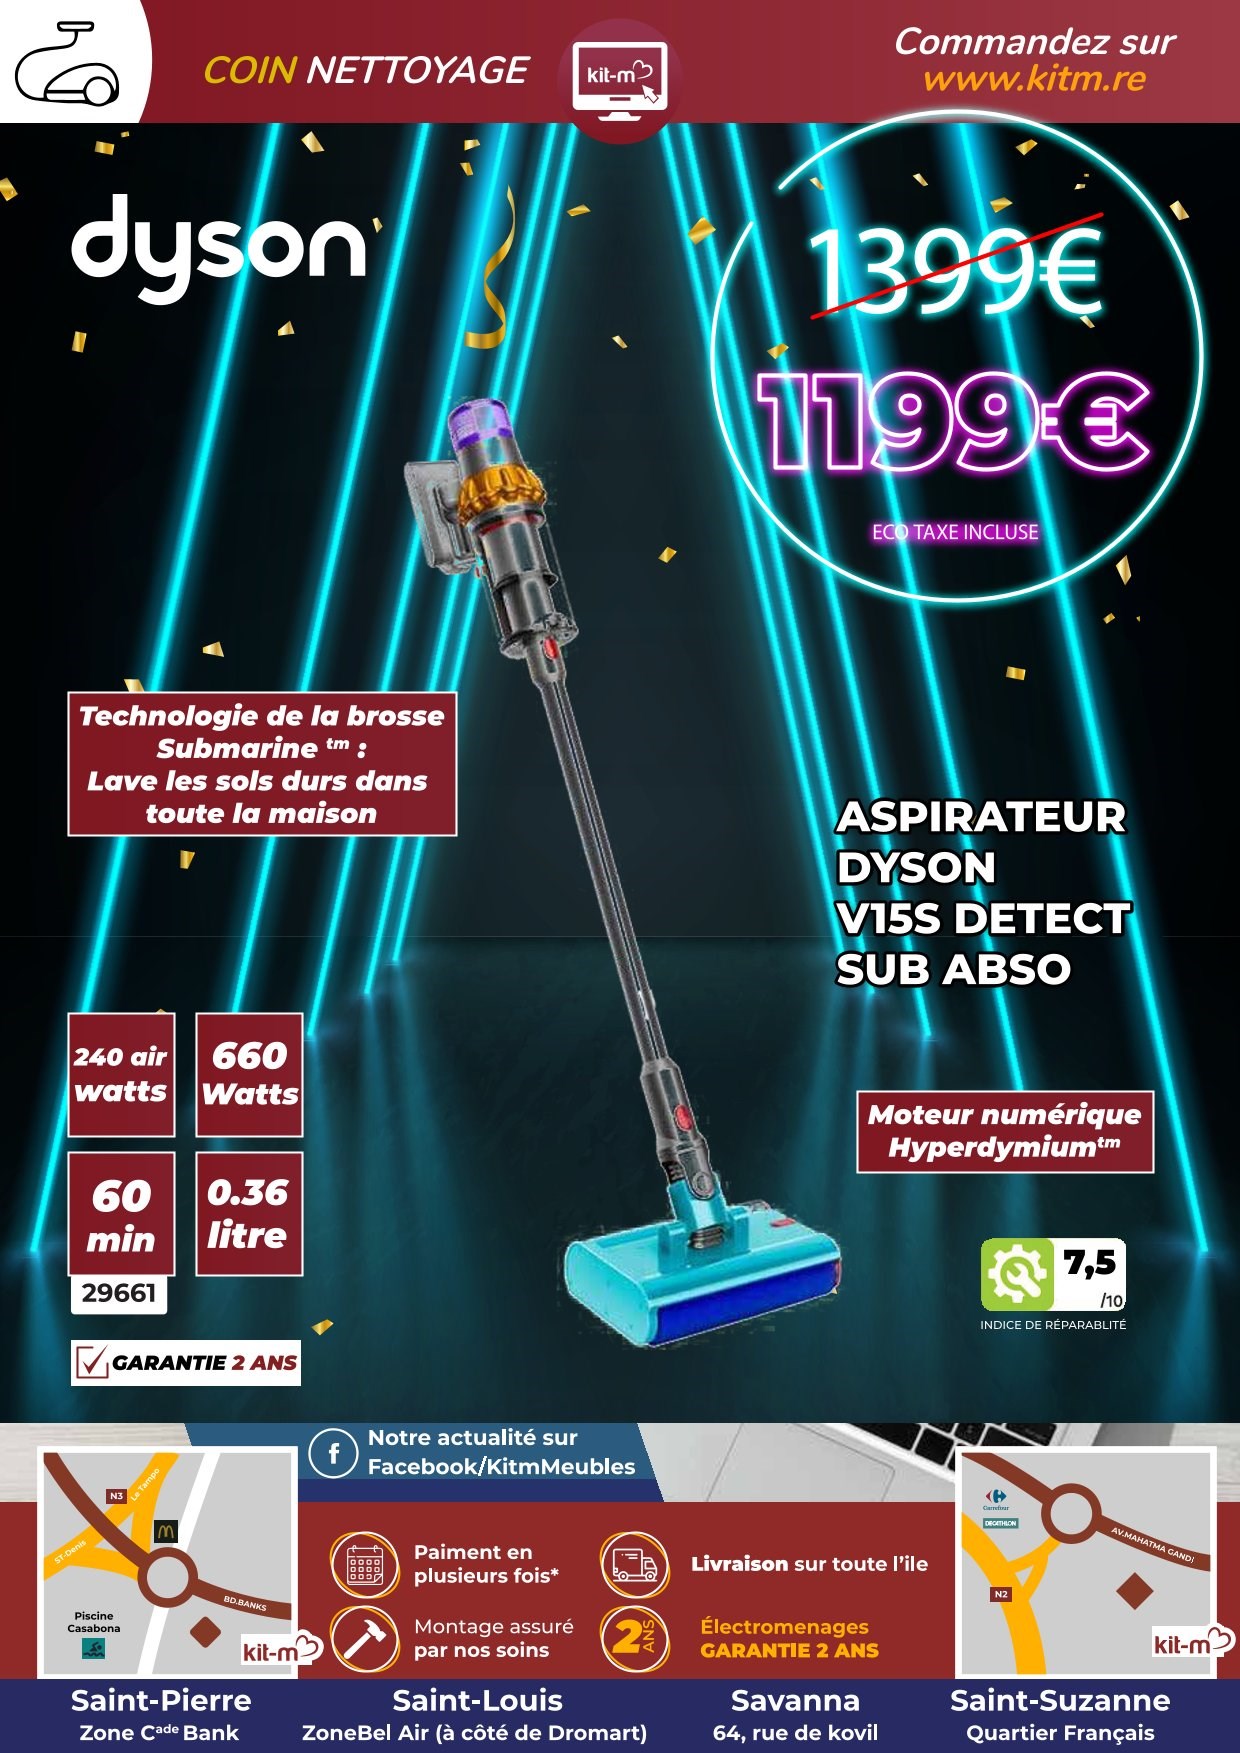 COIN NETTOYAGE
kit-m
Commandez sur
www.kitm.re
dyson
1399€
1199€
ECO TAXE INCLUSE
Technologie de la brosse
Submarine tm :
Lave les sols durs dans
toute la maison
ASPIRATEUR
DYSON
V15S DETECT
SUB ABSO
240 air
watts
660
Watts
60
min
0.36
litre
29661
Moteur numérique
Hyperdymiumtm
7,5
/10
INDICE DE RÉPARABLITÉ
GARANTIE 2 ANS
Notre actualité sur
Facebook/KitmMeubles
N3
Le Tampo
ST-Denis
BD.BANKS
Piscine
Casabona
kit-m
Paiment en
plusieurs fois*
Livraison sur toute l'ile
Montage assuré
par nos soins
2 ANS
Électromenages
GARANTIE 2 ANS
Carrefour
DECATHLON
AV.MAHATMA GANDI
N2
kit-m
Saint-Pierre
Zone Cade Bank
Saint-Louis
ZoneBel Air (à côté de Dromart)
Savanna
64, rue de kovil
Saint-Suzanne
Quartier Français